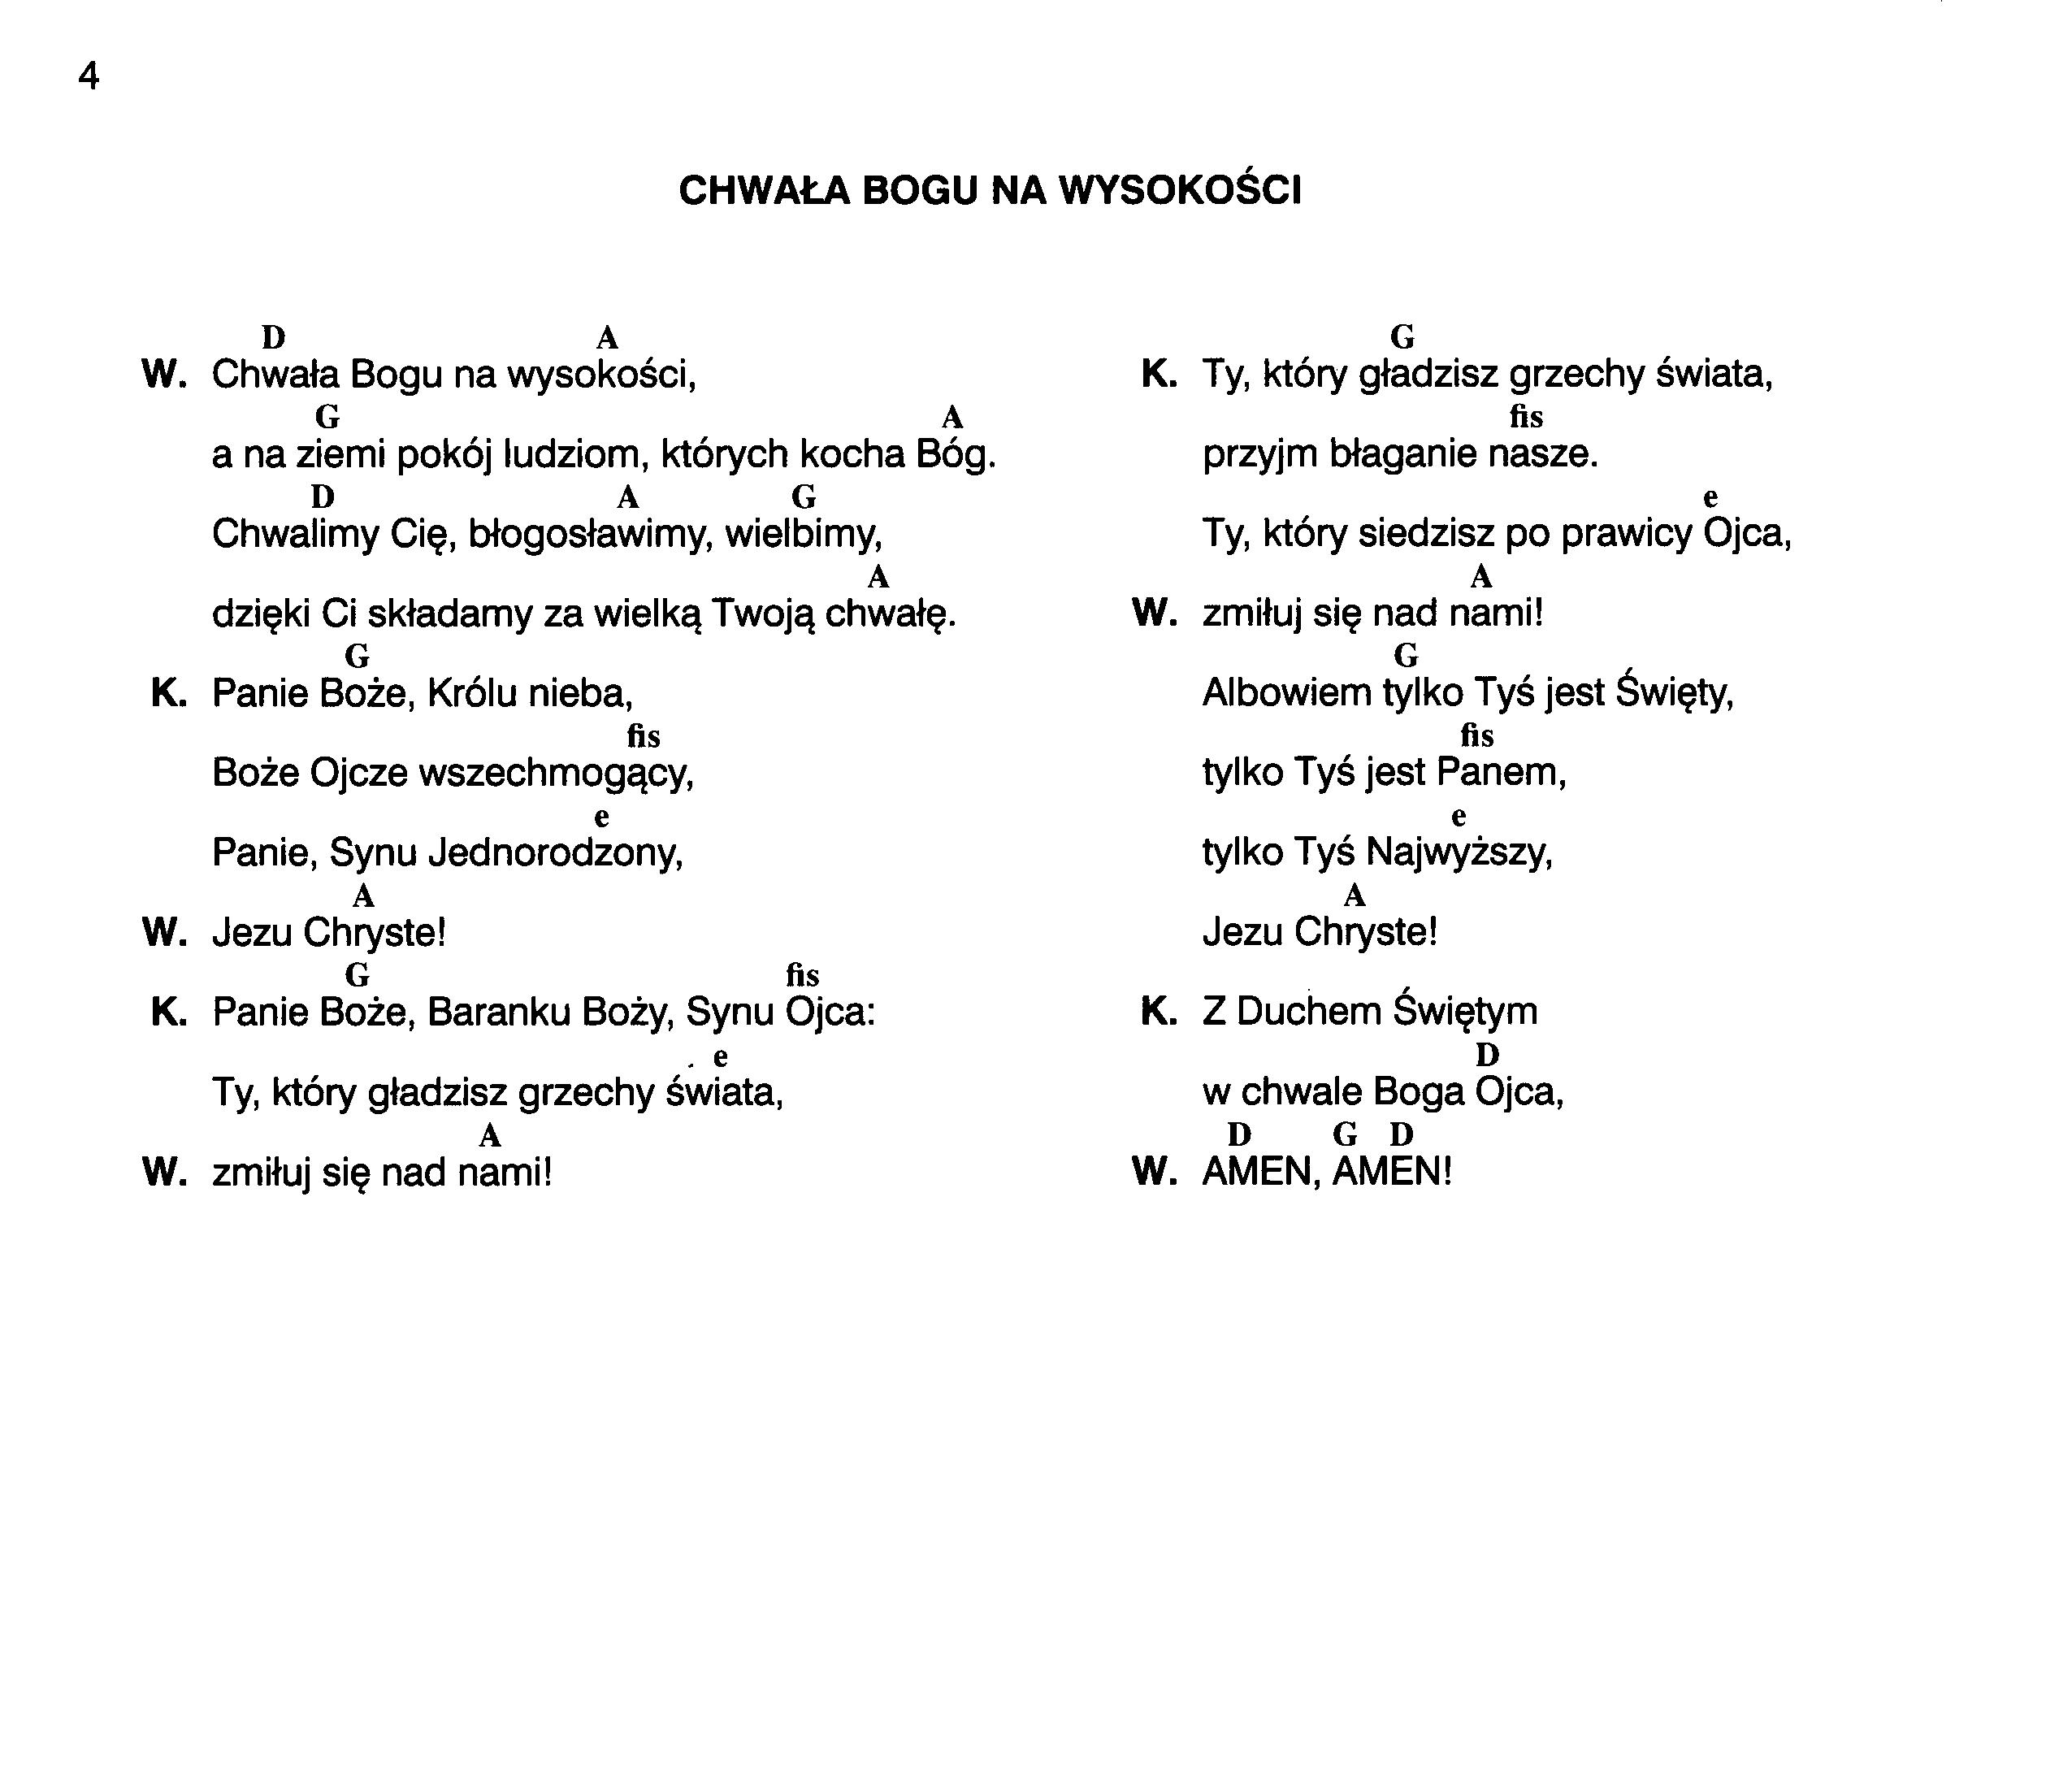 4
CHWAŁA BOGU NA WYSOKOŚCI
D A
W. Chwała Bogu na wysokości,
G A
a na ziemi pokój ludziom, których kocha Bóg.
D A G
Chwalimy Cię, błogosławimy, wielbimy,
A
dzięki Ci składamy za wielką Twoją chwałę.
G
K. Panie Boże, Królu nieba,
fis
Boże Ojcze wszechmogący,
e
Panie, Synu Jednorodzony,
A
W. Jezu Chryste!
G fis
K. Panie Boże, Baranku Boży, Synu Ojca:
e
Ty, który gładzisz grzechy świata,
A
W. zmiłuj się nad nami!
G
K. Ty, który gładzisz grzechy świata,
fis
przyjm błaganie nasze.
e
Ty, który siedzisz po prawicy Ojca,
A
W. zmiłuj się nad nami!
G
Albowiem tylko Tyś jest Święty,
fis
tylko Tyś jest Panem,
e
tylko Tyś Najwyższy,
A
Jezu Chryste!
K. Z Duchem Świętym
D
w chwale Boga Ojca,
D G D
W. AMEN, AMEN!